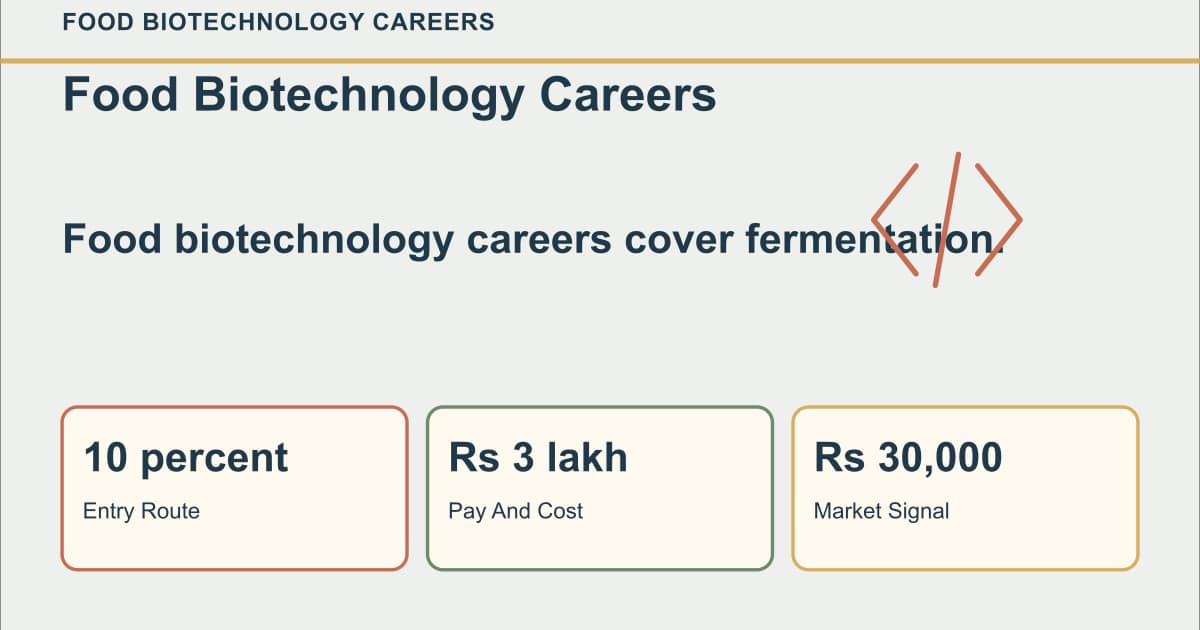 FOOD BIOTECHNOLOGY CAREERS
Food Biotechnology Careers
Food biotechnology careers cover fermentation.
10 percent
Entry Route
Rs 3 lakh
Pay And Cost
Rs 30,000
Market Signal